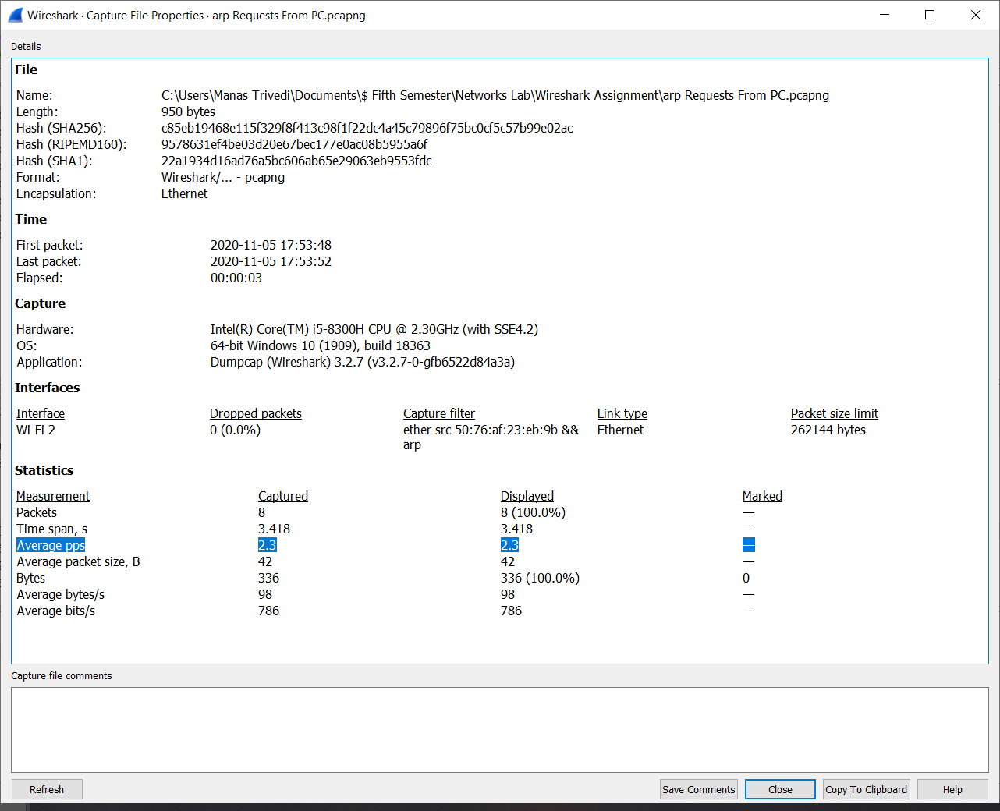 Wireshark · Capture File Properties · arp Requests From PC.pcapng
Details
File
Name: C:\Users\Manas Trivedi\Documents\$ Fifth Semester\Networks Lab\Wireshark Assignment\arp Requests From PC.pcapng
Length: 950 bytes
Hash (SHA256): c85eb19468e115f329f8f413c98f1f22dc4a45c79896f75bc0cf5c57b99e02ac
Hash (RIPEMD160): 9578631ef4be03d20e67bec177e0ac08b5955a6f
Hash (SHA1): 22a1934d16ad76a5bc606ab65e29063eb9553fdc
Format: Wireshark/... - pcapng
Encapsulation: Ethernet
Time
First packet: 2020-11-05 17:53:48
Last packet: 2020-11-05 17:53:52
Elapsed: 00:00:03
Capture
Hardware: Intel(R) Core(TM) i5-8300H CPU @ 2.30GHz (with SSE4.2)
OS: 64-bit Windows 10 (1909), build 18363
Application: Dumpcap (Wireshark) 3.2.7 (v3.2.7-0-gfb6522d84a3a)
Interfaces
Interface Dropped packets Capture filter Link type Packet size limit
Wi-Fi 2 0 (0.0%) ether src 50:76:af:23:eb:9b && Ethernet 262144 bytes
arp
Statistics
Measurement Captured Displayed Marked
Packets 8 8 (100.0%) —
Time span, s 3.418 3.418 —
Average pps 2.3 2.3 —
Average packet size, B 42 42 —
Bytes 336 336 (100.0%) 0
Average bytes/s 98 98 —
Average bits/s 786 786 —
Capture file comments
Refresh Save Comments Close Copy To Clipboard Help